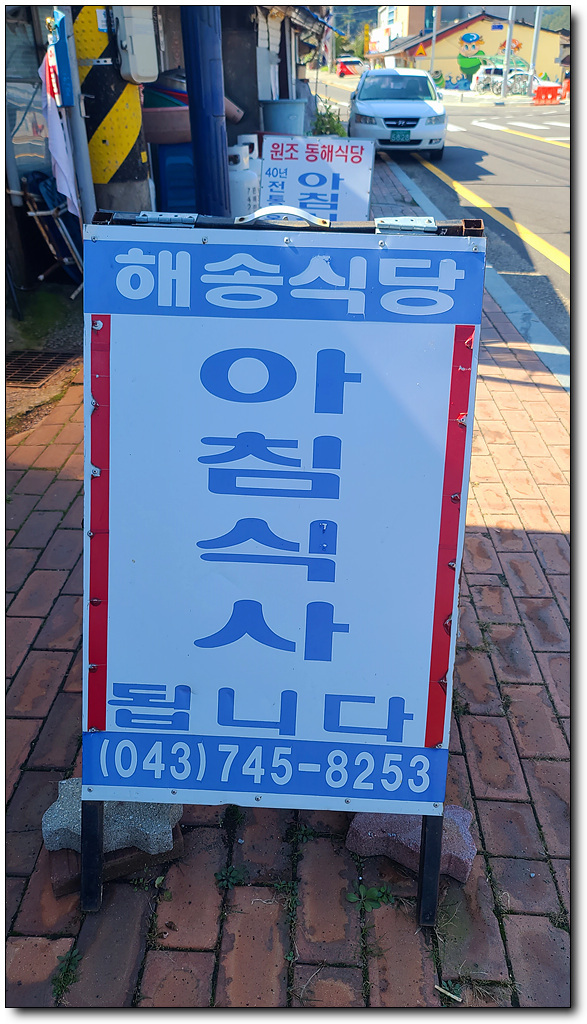 해송식당
아
침
식
사
됩니다
(043)745-8253
원조 동해식당
40년
전
통
아
침